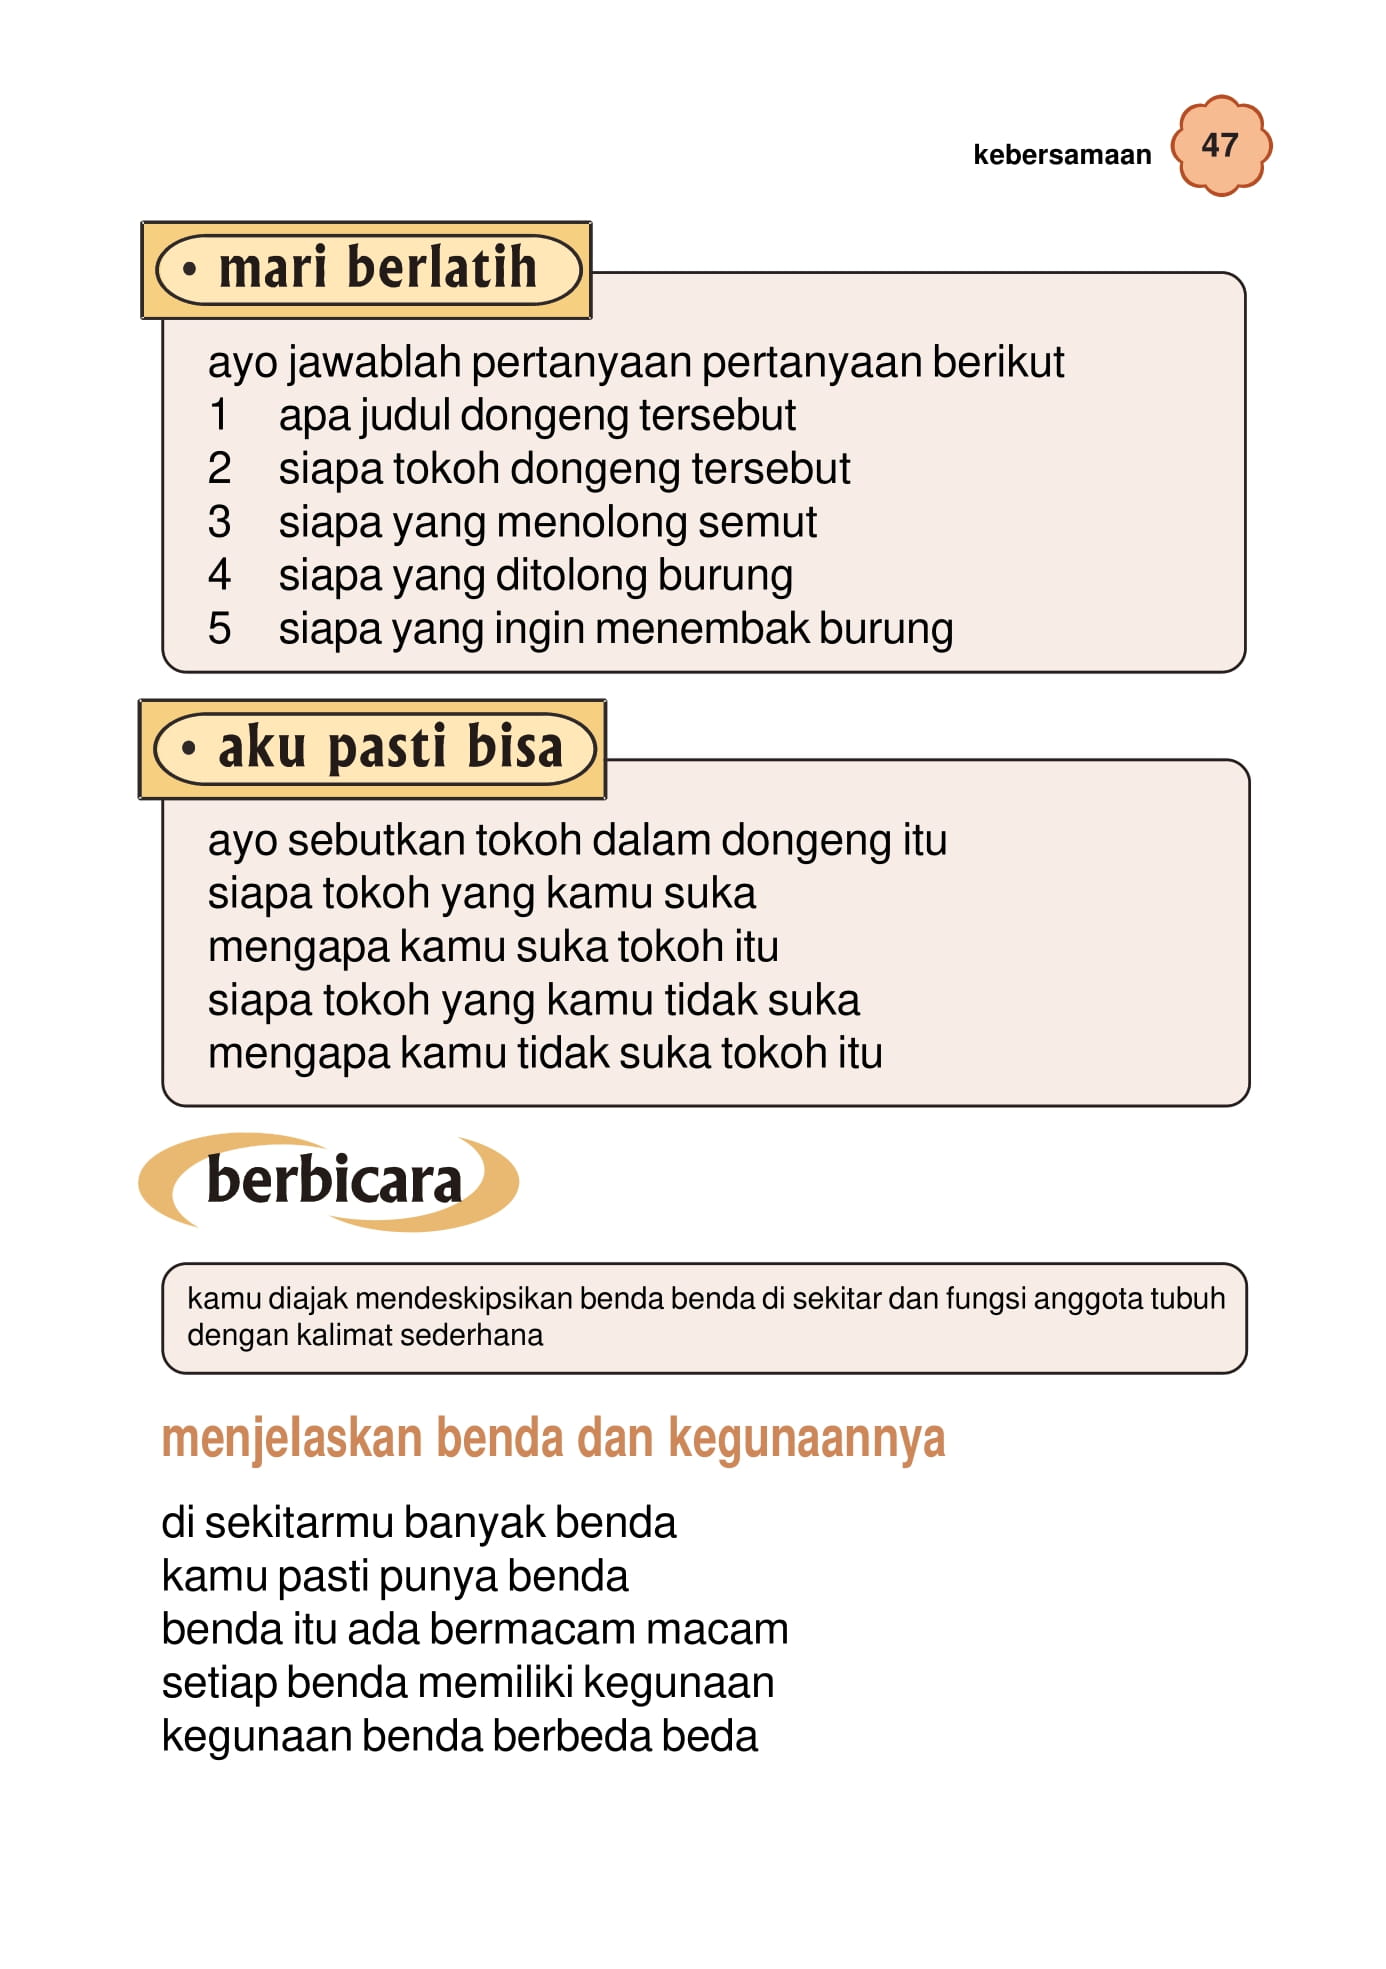 kebersamaan 47
• mari berlatih
ayo jawablah pertanyaan pertanyaan berikut
1 apa judul dongeng tersebut
2 siapa tokoh dongeng tersebut
3 siapa yang menolong semut
4 siapa yang ditolong burung
5 siapa yang ingin menembak burung
• aku pasti bisa
ayo sebutkan tokoh dalam dongeng itu
siapa tokoh yang kamu suka
mengapa kamu suka tokoh itu
siapa tokoh yang kamu tidak suka
mengapa kamu tidak suka tokoh itu
berbicara
kamu diajak mendeskipsikan benda benda di sekitar dan fungsi anggota tubuh
dengan kalimat sederhana
menjelaskan benda dan kegunaannya
di sekitarmu banyak benda
kamu pasti punya benda
benda itu ada bermacam macam
setiap benda memiliki kegunaan
kegunaan benda berbeda beda